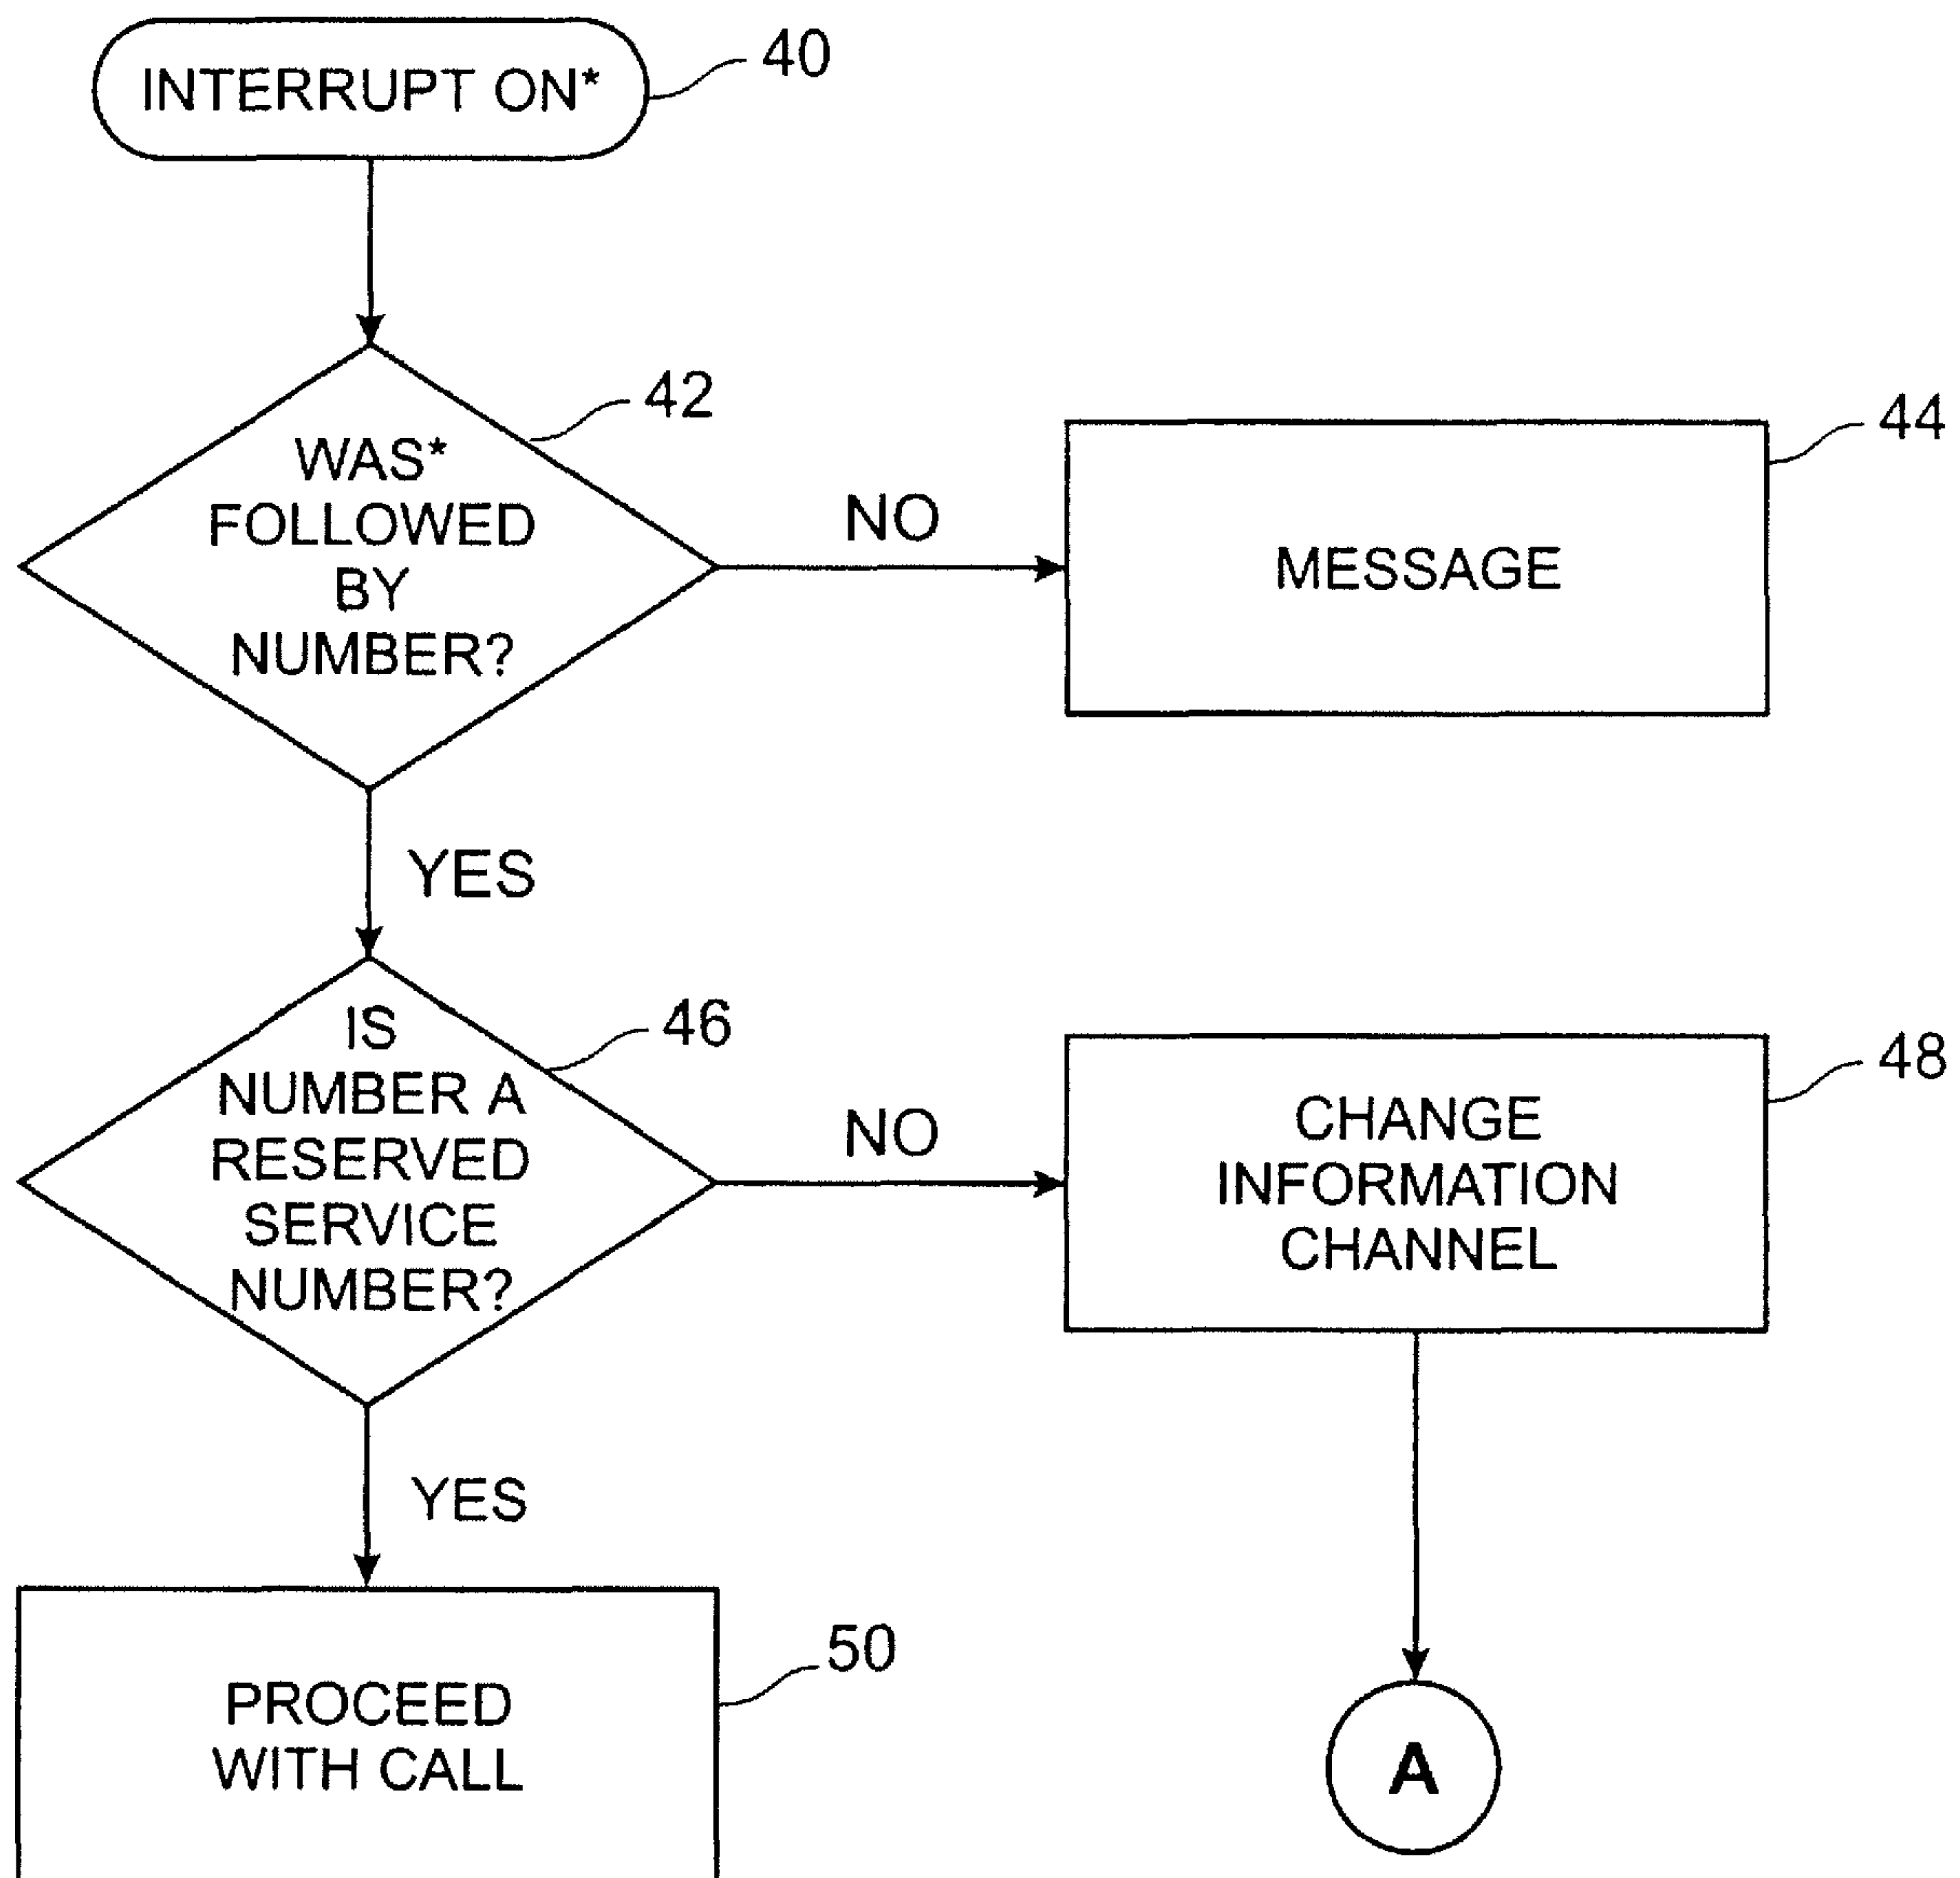 INTERRUPT ON*
40
WAS*
FOLLOWED
BY
NUMBER?
42
NO
MESSAGE
44
YES
IS
NUMBER A
RESERVED
SERVICE
NUMBER?
46
NO
CHANGE
INFORMATION
CHANNEL
48
YES
PROCEED
WITH CALL
50
A